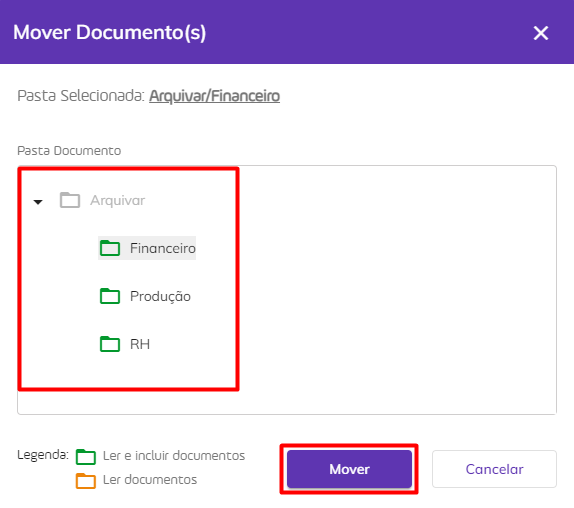 Mover Documento(s)
Pasta Selecionada: Arquivar/Financeiro
Pasta Documento
Arquivar
Financeiro
Produção
RH
Legenda: Ler e incluir documentos
Ler documentos
Mover
Cancelar